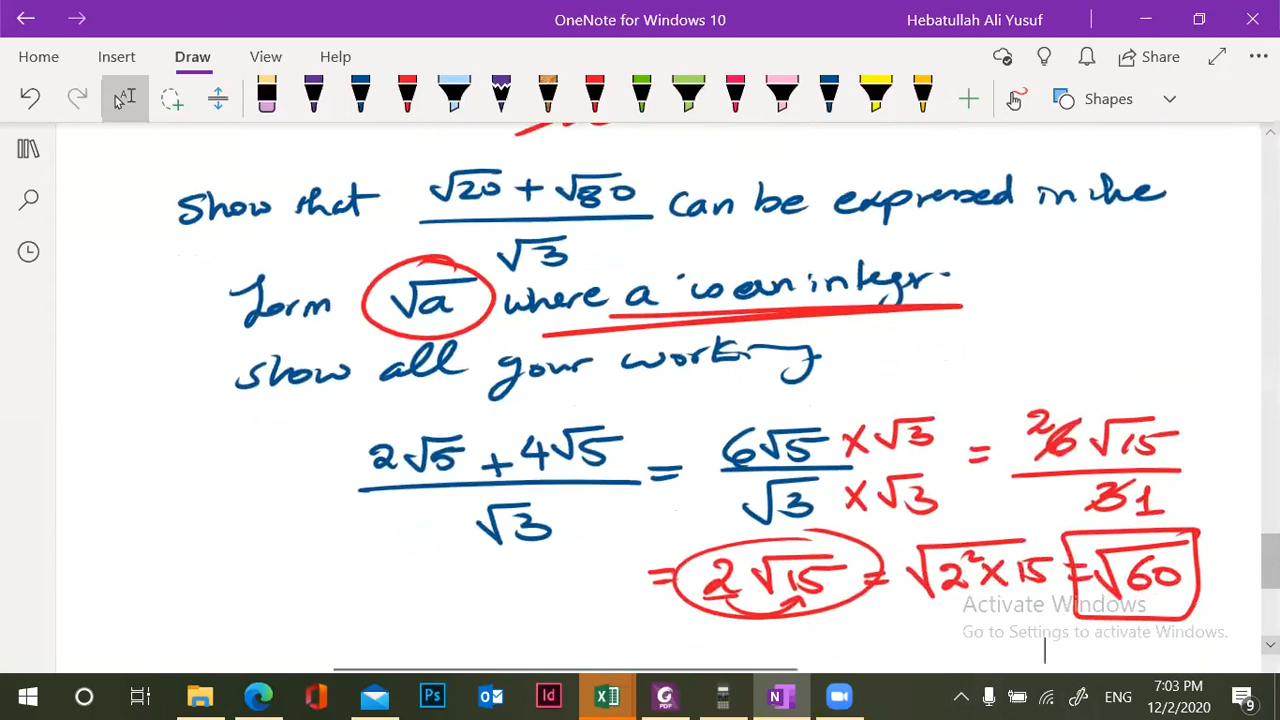 OneNote for Windows 10
Hebatullah Ali Yusuf
Home Insert Draw View Help
Share
Shapes
Show that (√20 + √80)/√3 can be expressed in the
form √a where a is an integr.
show all your working
(2√5 + 4√5)/√3 = (6√5 × √3)/(√3 × √3) = (2 6√15)/(3 1)
= 2√15 = √(2² × 15) = √60
Activate Windows
Go to Settings to activate Windows.
ENG
7:03 PM
12/2/2020
9